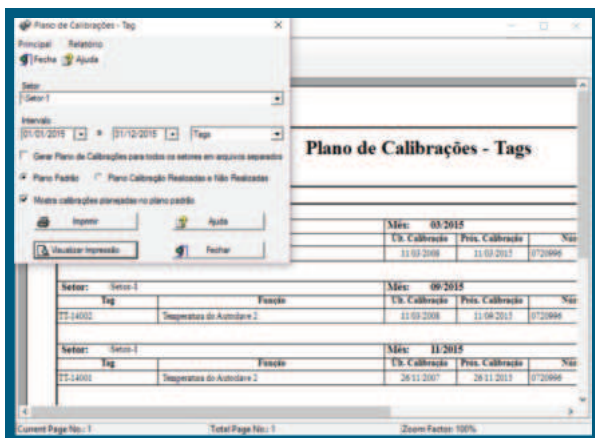 Plano de Calibrações - Tag
Principal Relatório
Fecha Ajuda
Setor
\Setor-1
Intervalo
01/01/2015 a 31/12/2015 Tags
Gerar Plano de Calibrações para todos os setores em arquivos separados
Plano Padrão Plano Calibração Realizadas e Não Realizadas
Mostra calibrações planejadas no plano padrão
Imprimir Ajuda
Visualizar Impressão Fechar
Plano de Calibrações - Tags
Mês: 03/2015
Últ. Calibração Próx. Calibração
11/03/2008 11/03/2015 0720996
Setor: \Setor-1 Mês: 09/2015
Tag Função Últ. Calibração Próx. Calibração
TT-14002 Temperatura do Autoclave 2 11/03/2008 11/09/2015 0720996
Setor: \Setor-1 Mês: 11/2015
Tag Função Últ. Calibração Próx. Calibração
TT-14001 Temperatura do Autoclave 2 26/11/2007 26/11/2015 0720996
Current Page No.: 1 Total Page No.: 1 Zoom Factor: 100%